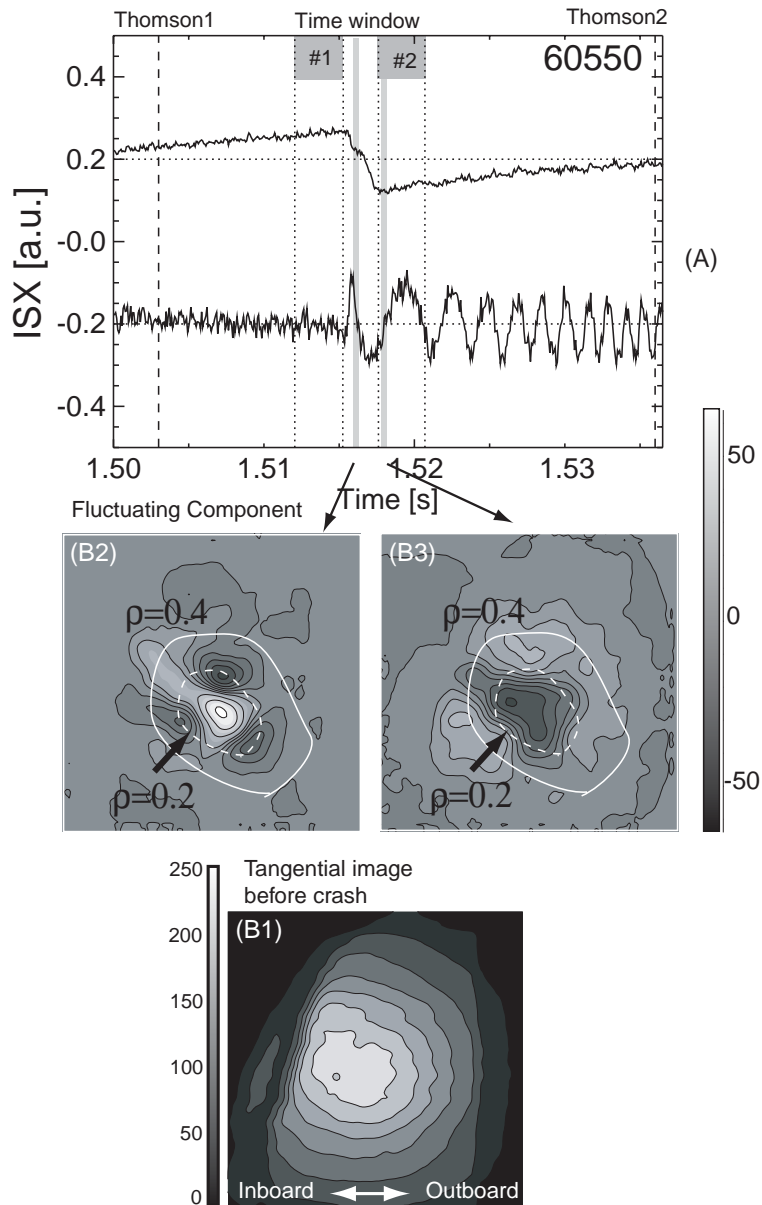 Thomson1 Time window Thomson2
#1 #2 60550
0.4
0.2
-0.0
-0.2
-0.4
ISX [a.u.]
(A)
1.50 1.51 1.52 1.53
Time [s]
Fluctuating Component
(B2) (B3)
ρ=0.4 ρ=0.4
ρ=0.2 ρ=0.2
50
0
-50
Tangential image
before crash
(B1)
250
200
150
100
50
0
Inboard Outboard